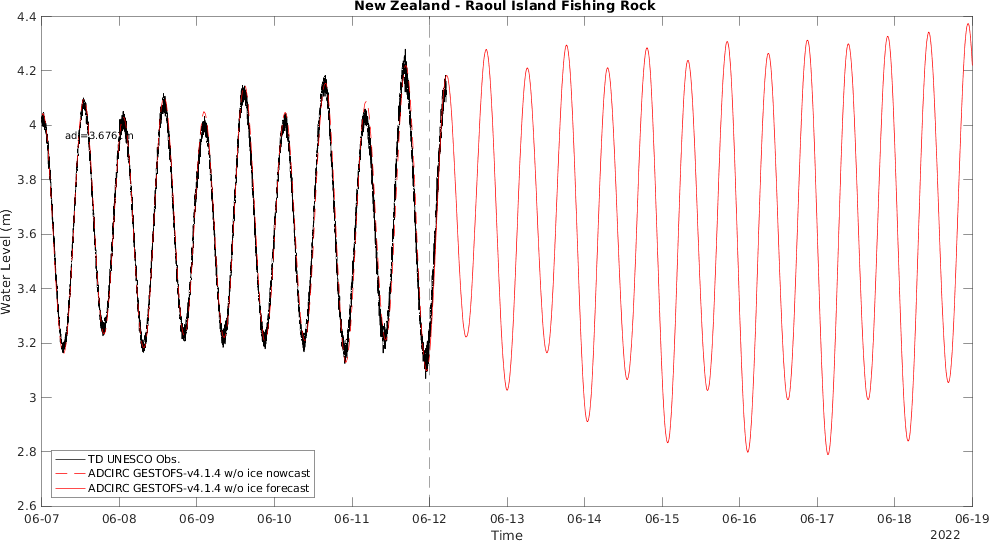 New Zealand - Raoul Island Fishing Rock
4.4
4.2
4
3.8
3.6
3.4
3.2
3
2.8
2.6
Water Level (m)
TD UNESCO Obs.
ADCIRC GESTOFS-v4.1.4 w/o ice nowcast
ADCIRC GESTOFS-v4.1.4 w/o ice forecast
06-07 06-08 06-09 06-10 06-11 06-12 06-13 06-14 06-15 06-16 06-17 06-18 06-19
Time
2022